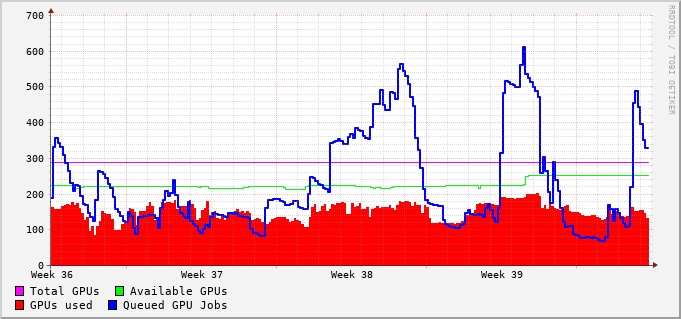 700
600
500
400
300
200
100
0
Week 36 Week 37 Week 38 Week 39
Total GPUs Available GPUs
GPUs used Queued GPU Jobs
RRDTOOL / TOBI OETIKER